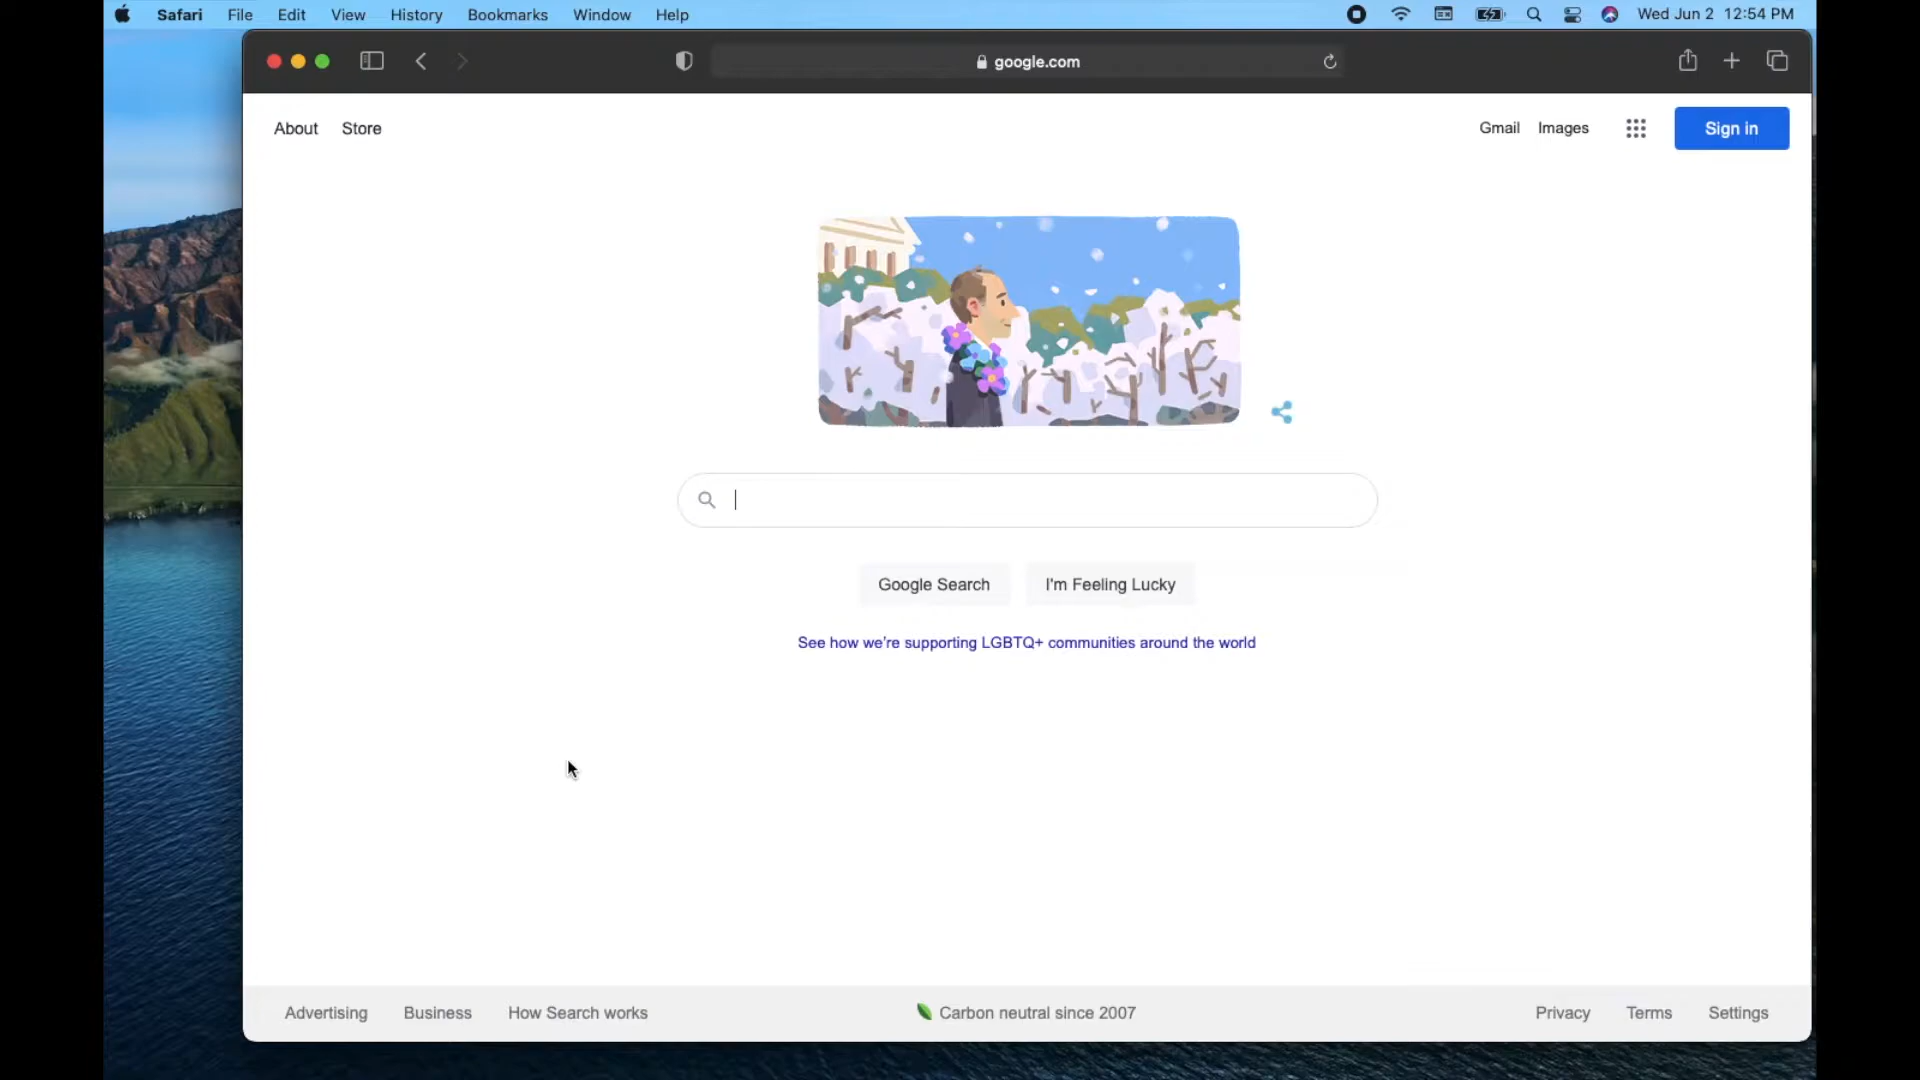 Safari File Edit View History Bookmarks Window Help Wed Jun 2 12:54 PM
google.com
About Store Gmail Images Sign in
Google Search I'm Feeling Lucky
See how we're supporting LGBTQ+ communities around the world
Advertising Business How Search works Carbon neutral since 2007 Privacy Terms Settings